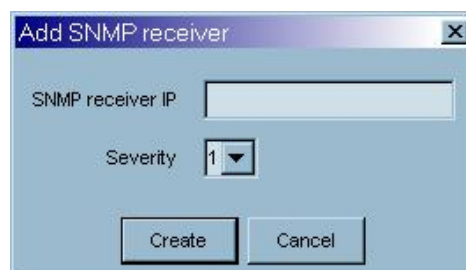 Add SNMP receiver
SNMP receiver IP
Severity 1
Create Cancel